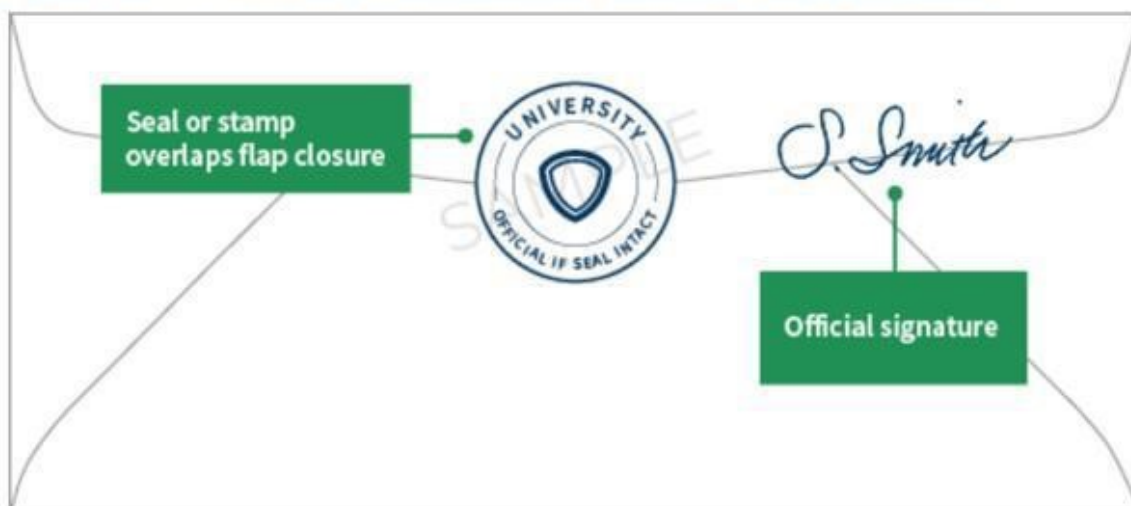 Seal or stamp
overlaps flap closure
UNIVERSITY
OFFICIAL IF SEAL INTACT
SAMPLE
S. Smith
Official signature